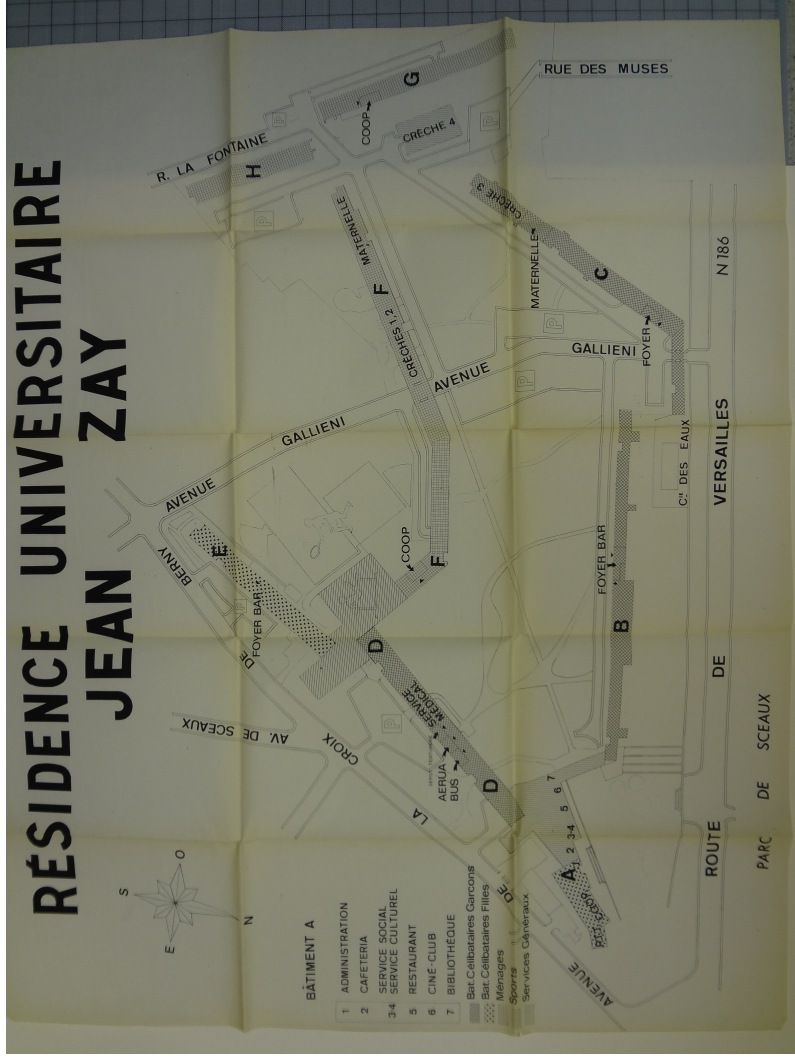 RÉSIDENCE UNIVERSITAIRE
JEAN ZAY
S
O
E
N
BÂTIMENT A
1 ADMINISTRATION
2 CAFETERIA
3-4 SERVICE SOCIAL
SERVICE CULTUREL
5 RESTAURANT
6 CINÉ-CLUB
7 BIBLIOTHÈQUE
Bat.Célibataires Garcons
Bat.Célibataires Filles
Ménages
Sports
Services Généraux
AV. DE SCEAUX
AVENUE DE LA CROIX DE BERNY
AVENUE GALLIENI
AVENUE GALLIENI
R. LA FONTAINE
RUE DES MUSES
H
P
P
G
COOP
CRÈCHE 4
P
MATERNELLE
F
CRÈCHES 1, 2
CRÈCHE 3
MATERNELLE
C
FOYER
P
P
E
P
FOYER BAR
COOP
F
D
SERVICE MÉDICAL
P
AERUA
BUS
D
FOYER BAR
B
Cit DES EAUX
7
6
5
3-4
2
1
A
P.T.T. COOP
ROUTE DE VERSAILLES N 186
PARC DE SCEAUX